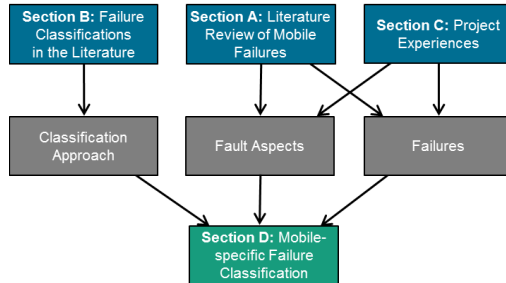 Section B: Failure
Classifications
in the Literature
Section A: Literature
Review of Mobile
Failures
Section C: Project
Experiences
Classification
Approach
Fault Aspects
Failures
Section D: Mobile-
specific Failure
Classification